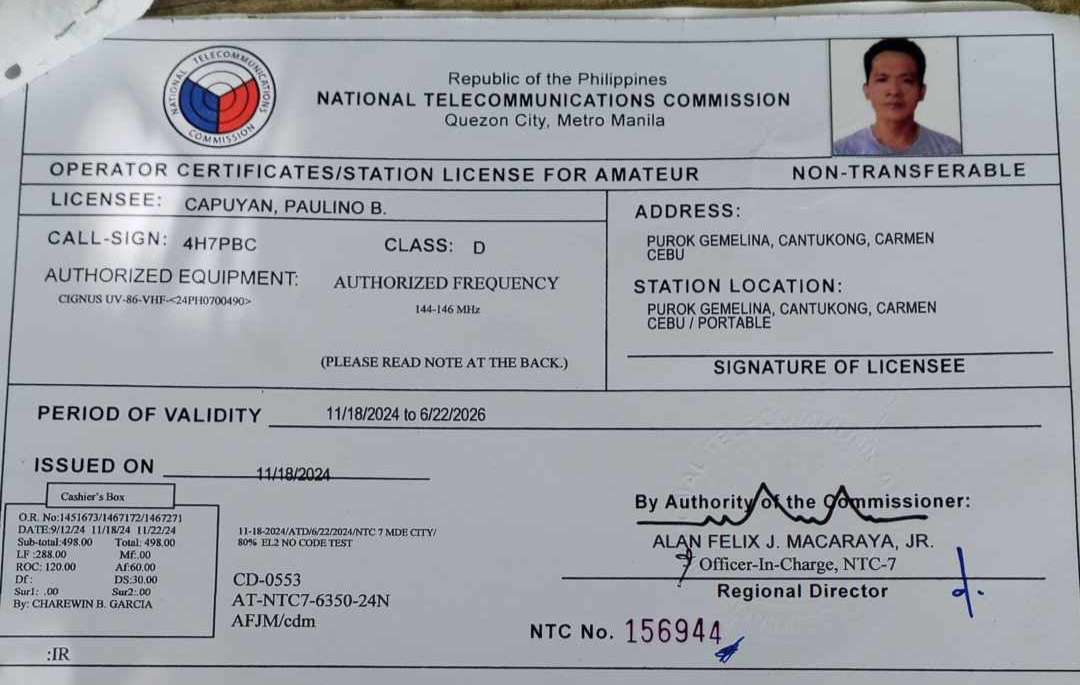 NATIONAL TELECOMMUNICATIONS COMMISSION
Republic of the Philippines
NATIONAL TELECOMMUNICATIONS COMMISSION
Quezon City, Metro Manila
OPERATOR CERTIFICATES/STATION LICENSE FOR AMATEUR NON-TRANSFERABLE
LICENSEE: CAPUYAN, PAULINO B.
CALL-SIGN: 4H7PBC CLASS: D
AUTHORIZED EQUIPMENT: AUTHORIZED FREQUENCY
CIGNUS UV-86-VHF-<24PH0700490> 144-146 MHz
(PLEASE READ NOTE AT THE BACK.)
ADDRESS:
PUROK GEMELINA, CANTUKONG, CARMEN
CEBU
STATION LOCATION:
PUROK GEMELINA, CANTUKONG, CARMEN
CEBU / PORTABLE
SIGNATURE OF LICENSEE
PERIOD OF VALIDITY 11/18/2024 to 6/22/2026
ISSUED ON 11/18/2024
Cashier's Box
O.R. No:1451673/1467172/1467271
DATE:9/12/24 11/18/24 11/22/24
Sub-total:498.00 Total: 498.00
LF :288.00 Mf:.00
ROC: 120.00 Af:60.00
Df: DS:30.00
Sur1: .00 Sur2:.00
By: CHAREWIN B. GARCIA
:IR
11-18-2024/ATD/6/22/2024/NTC 7 MDE CITY/
80% EL2 NO CODE TEST
CD-0553
AT-NTC7-6350-24N
AFJM/cdm
By Authority of the Commissioner:
ALAN FELIX J. MACARAYA, JR.
Officer-In-Charge, NTC-7
Regional Director
NTC No. 156944